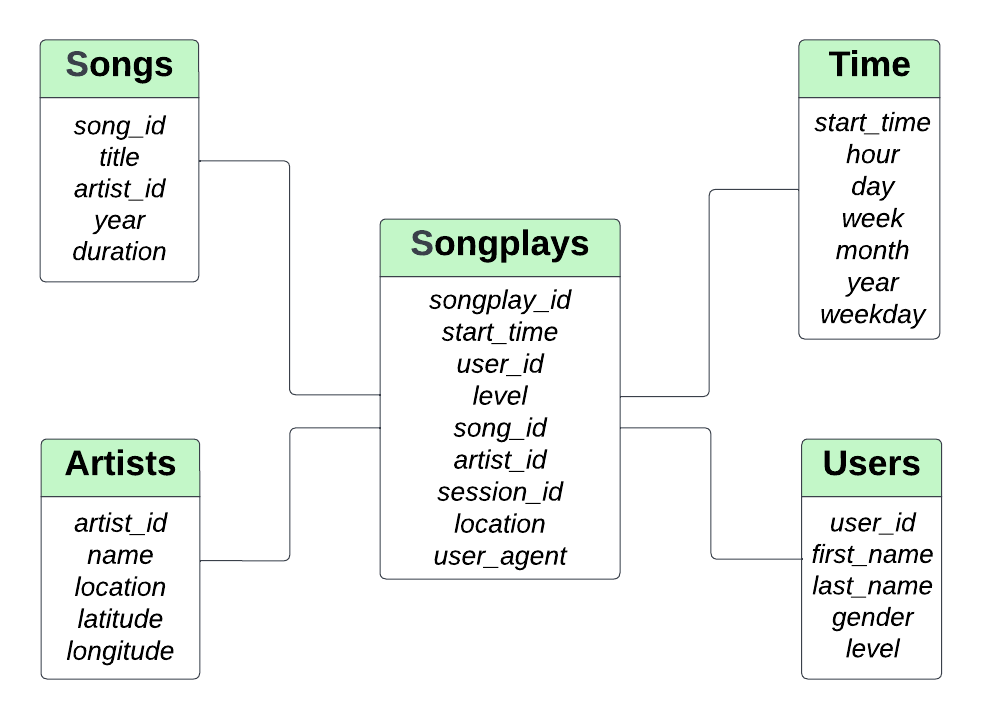 Songs
song_id
title
artist_id
year
duration
Time
start_time
hour
day
week
month
year
weekday
Songplays
songplay_id
start_time
user_id
level
song_id
artist_id
session_id
location
user_agent
Artists
artist_id
name
location
latitude
longitude
Users
user_id
first_name
last_name
gender
level